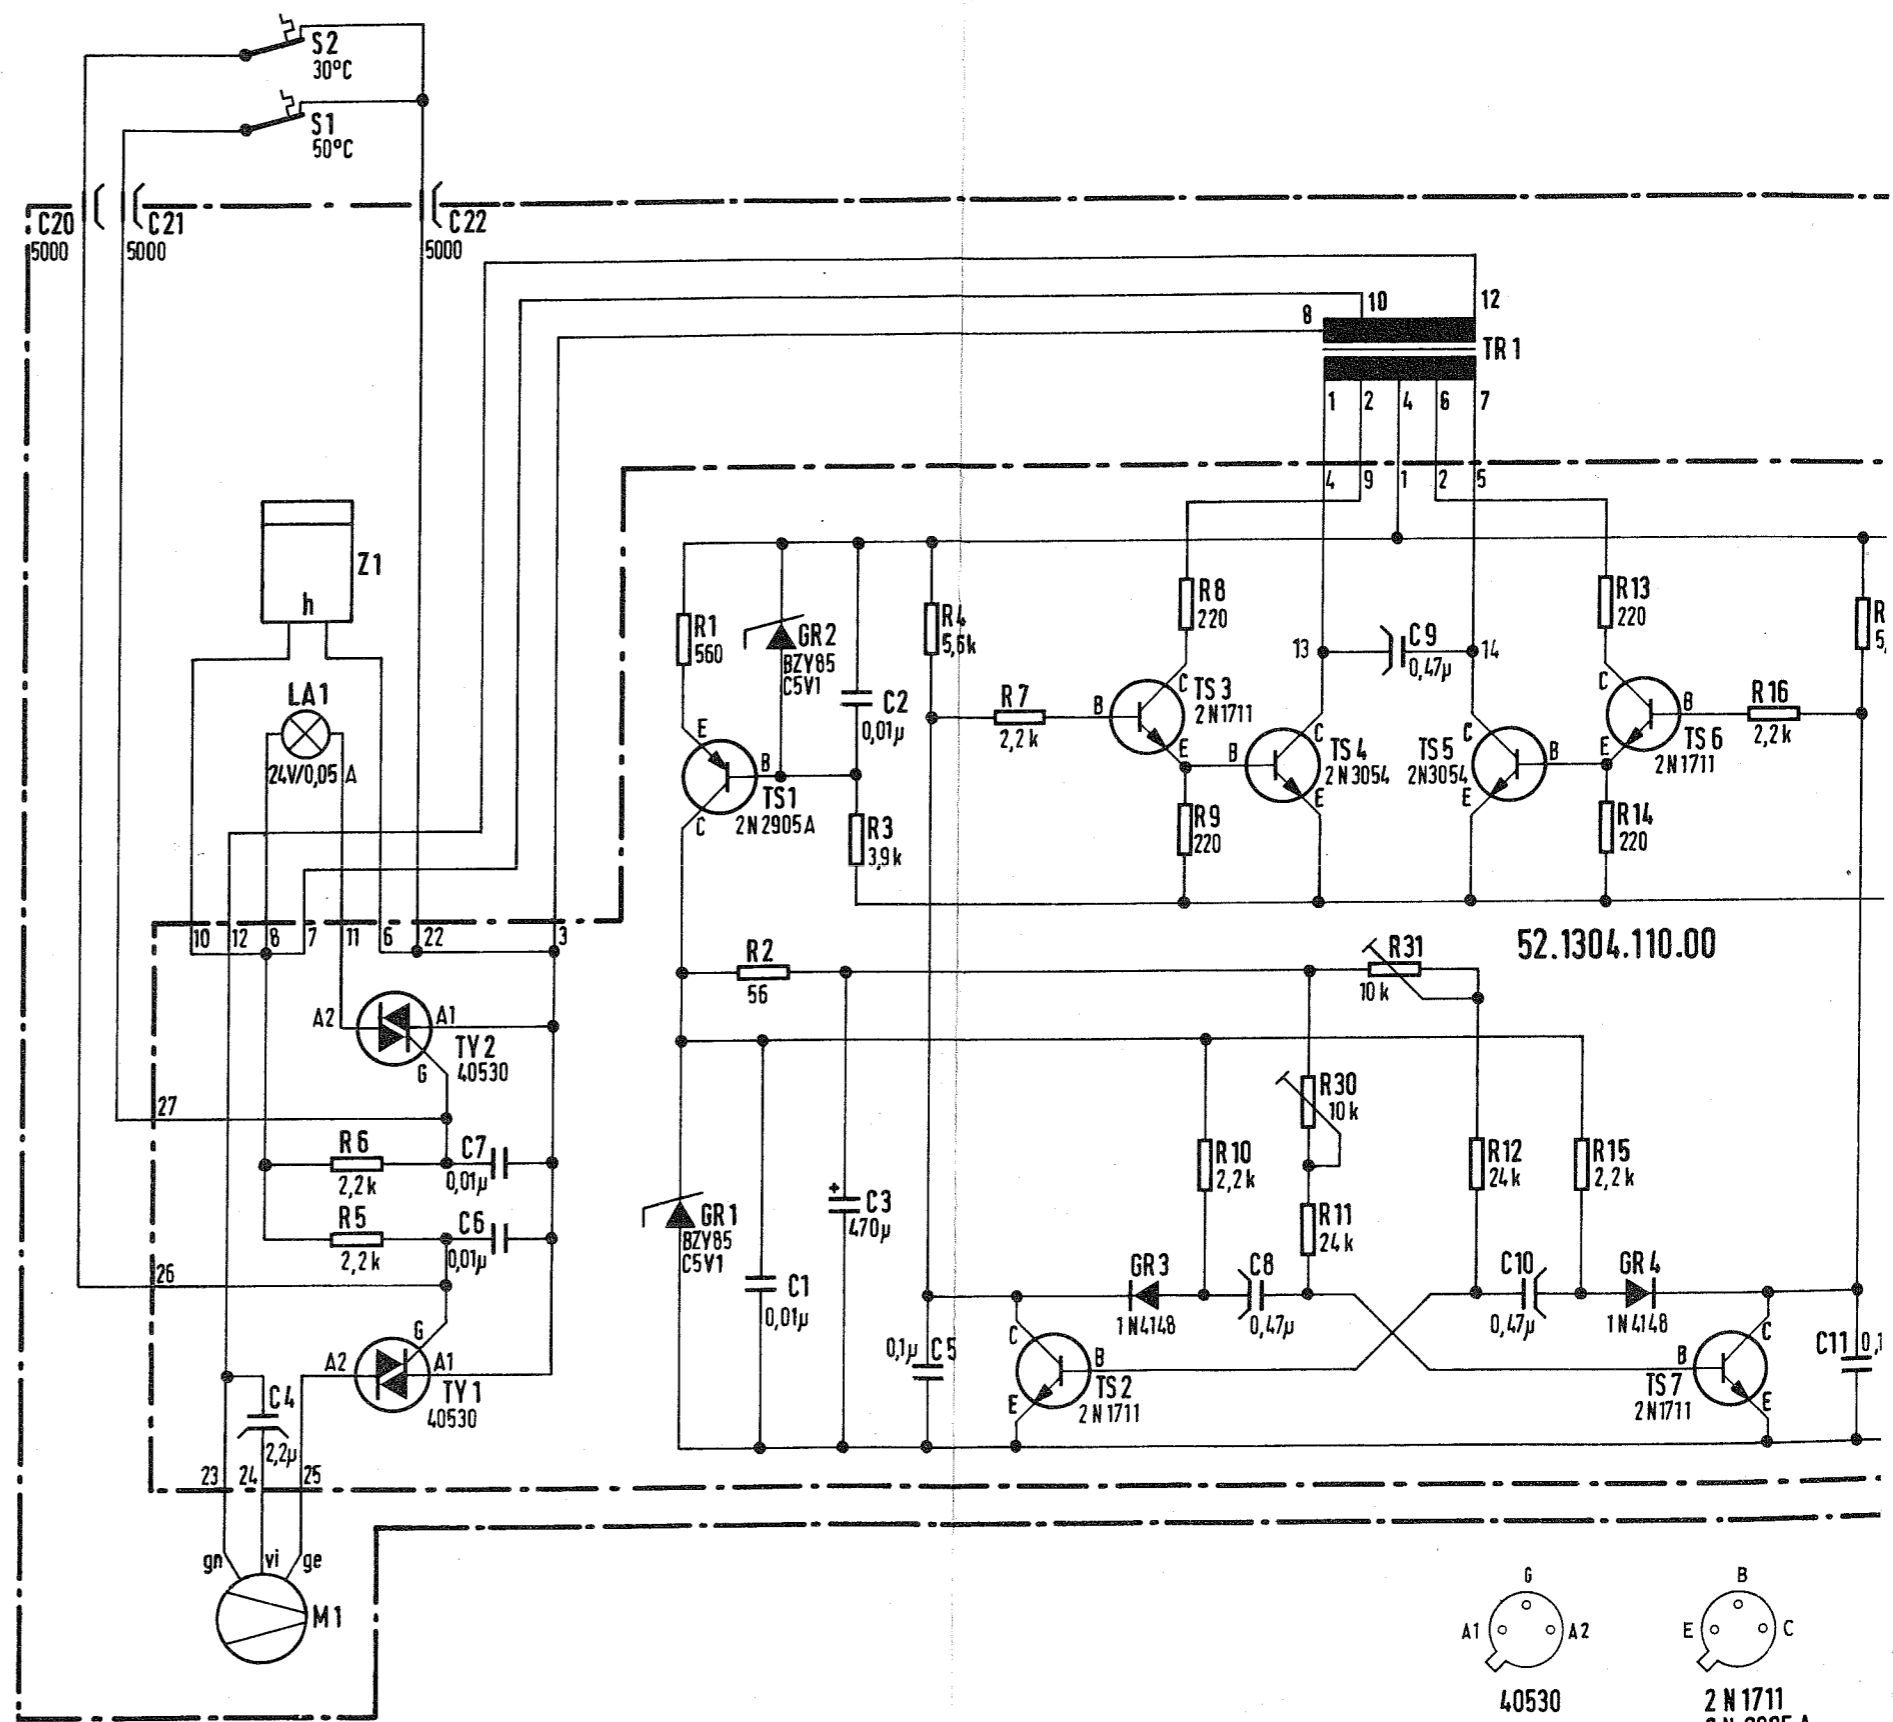 S2
30°C
S1
50°C
C20
5000
C21
5000
C22
5000
8
10
12
TR1
1
2
4
6
7
4
9
1
2
5
Z1
h
LA1
24V/0,05 A
R1
560
GR2
BZY85
C5V1
C2
0,01µ
R4
5,6k
R8
220
C9
0,47µ
13
14
R13
220
R7
2,2k
B
C
E
TS3
2N1711
B
C
E
TS4
2N3054
C
B
E
TS5
2N3054
C
B
E
TS6
2N1711
R16
2,2k
E
B
C
TS1
2N2905A
R3
3,9k
R9
220
R14
220
10
12
8
7
11
6
22
3
52.1304.110.00
R2
56
R31
10k
A2
A1
G
TY2
40530
27
R6
2,2k
C7
0,01µ
R5
2,2k
C6
0,01µ
26
G
A2
A1
TY1
40530
C4
2,2µ
23
24
25
gn
vi
ge
M1
R30
10k
R10
2,2k
R11
24k
R12
24k
R15
2,2k
GR1
BZY85
C5V1
C1
0,01µ
C3
+
470µ
GR3
1N4148
C8
0,47µ
C10
0,47µ
GR4
1N4148
0,1µ
C5
C
B
E
TS2
2N1711
B
C
E
TS7
2N1711
C11
G
A1
A2
40530
B
E
C
2N1711